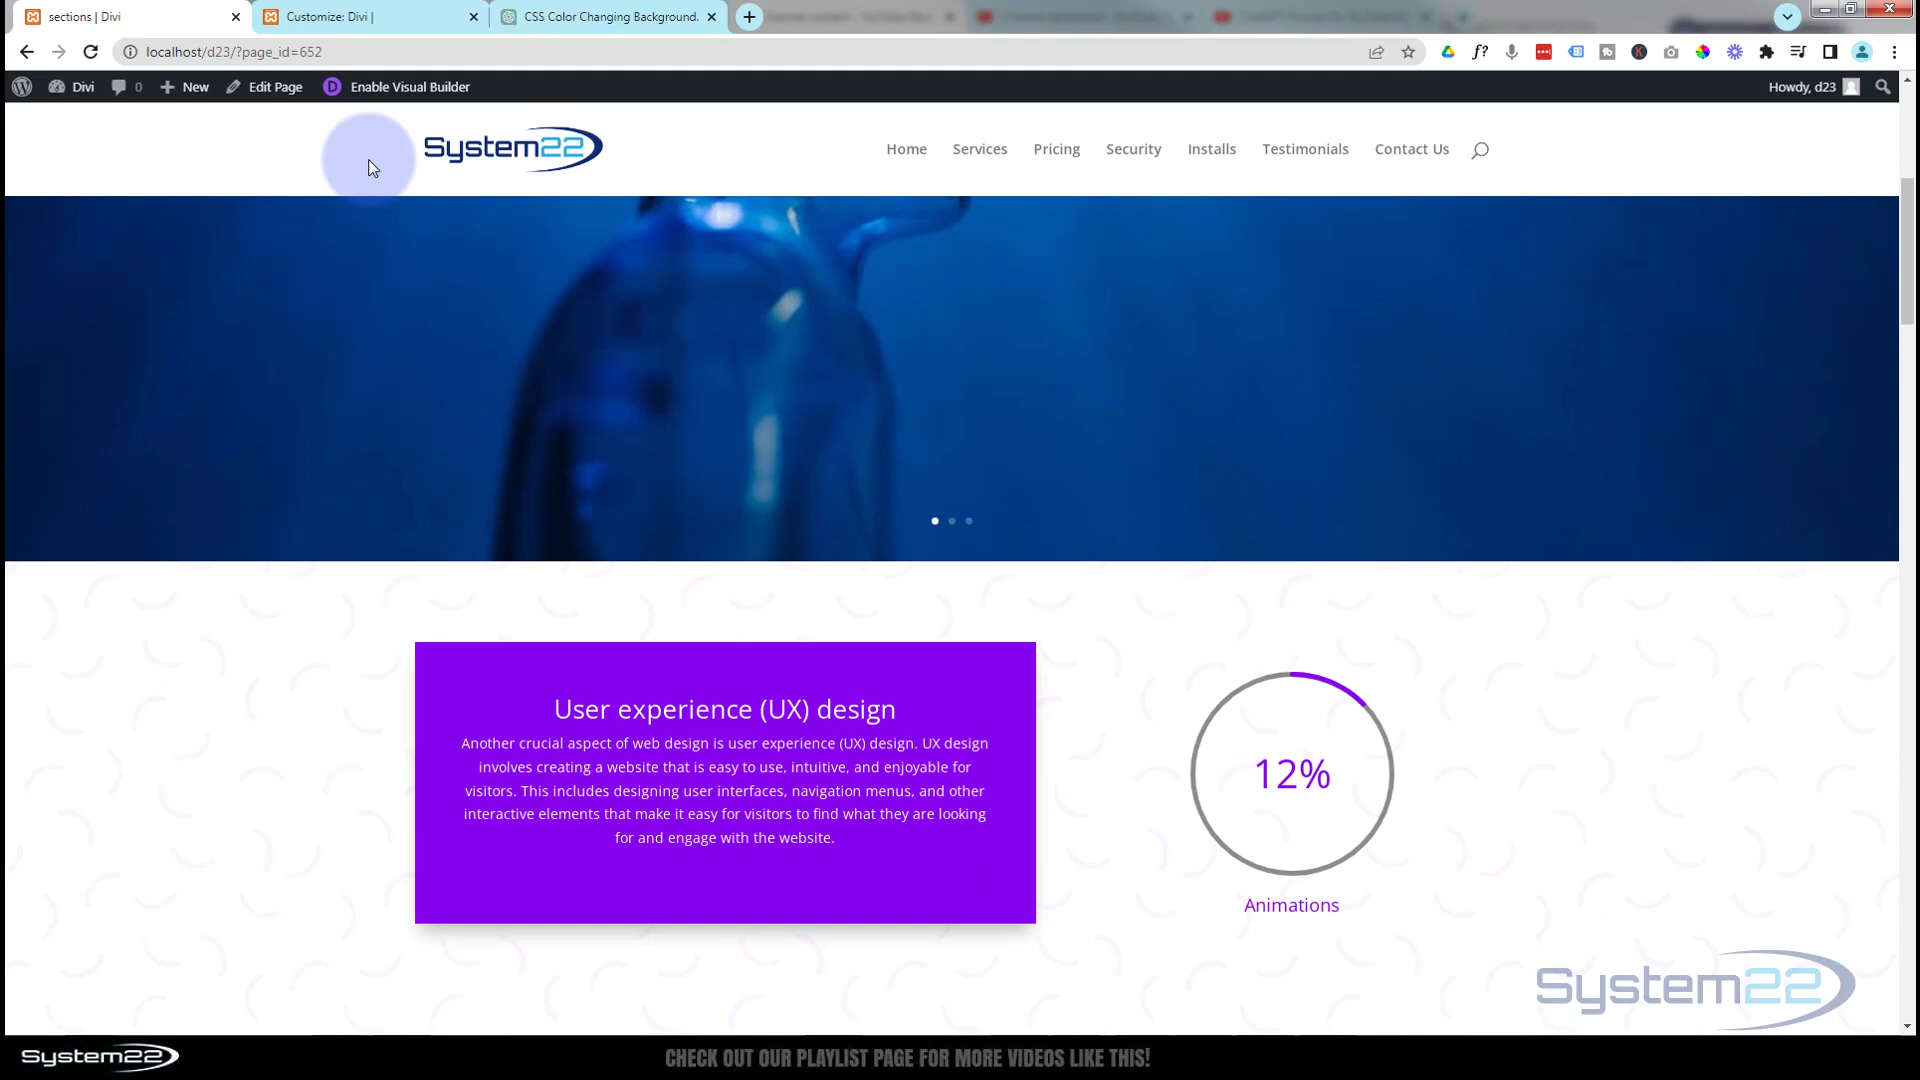 sections | Divi
Customize: Divi |
CSS Color Changing Background.
localhost/d23/?page_id=652
Divi
0
New
Edit Page
D
Enable Visual Builder
Howdy, d23
System22
Home
Services
Pricing
Security
Installs
Testimonials
Contact Us
User experience (UX) design
Another crucial aspect of web design is user experience (UX) design. UX design
involves creating a website that is easy to use, intuitive, and enjoyable for
visitors. This includes designing user interfaces, navigation menus, and other
interactive elements that make it easy for visitors to find what they are looking
for and engage with the website.
12%
Animations
System22
System22
CHECK OUT OUR PLAYLIST PAGE FOR MORE VIDEOS LIKE THIS!